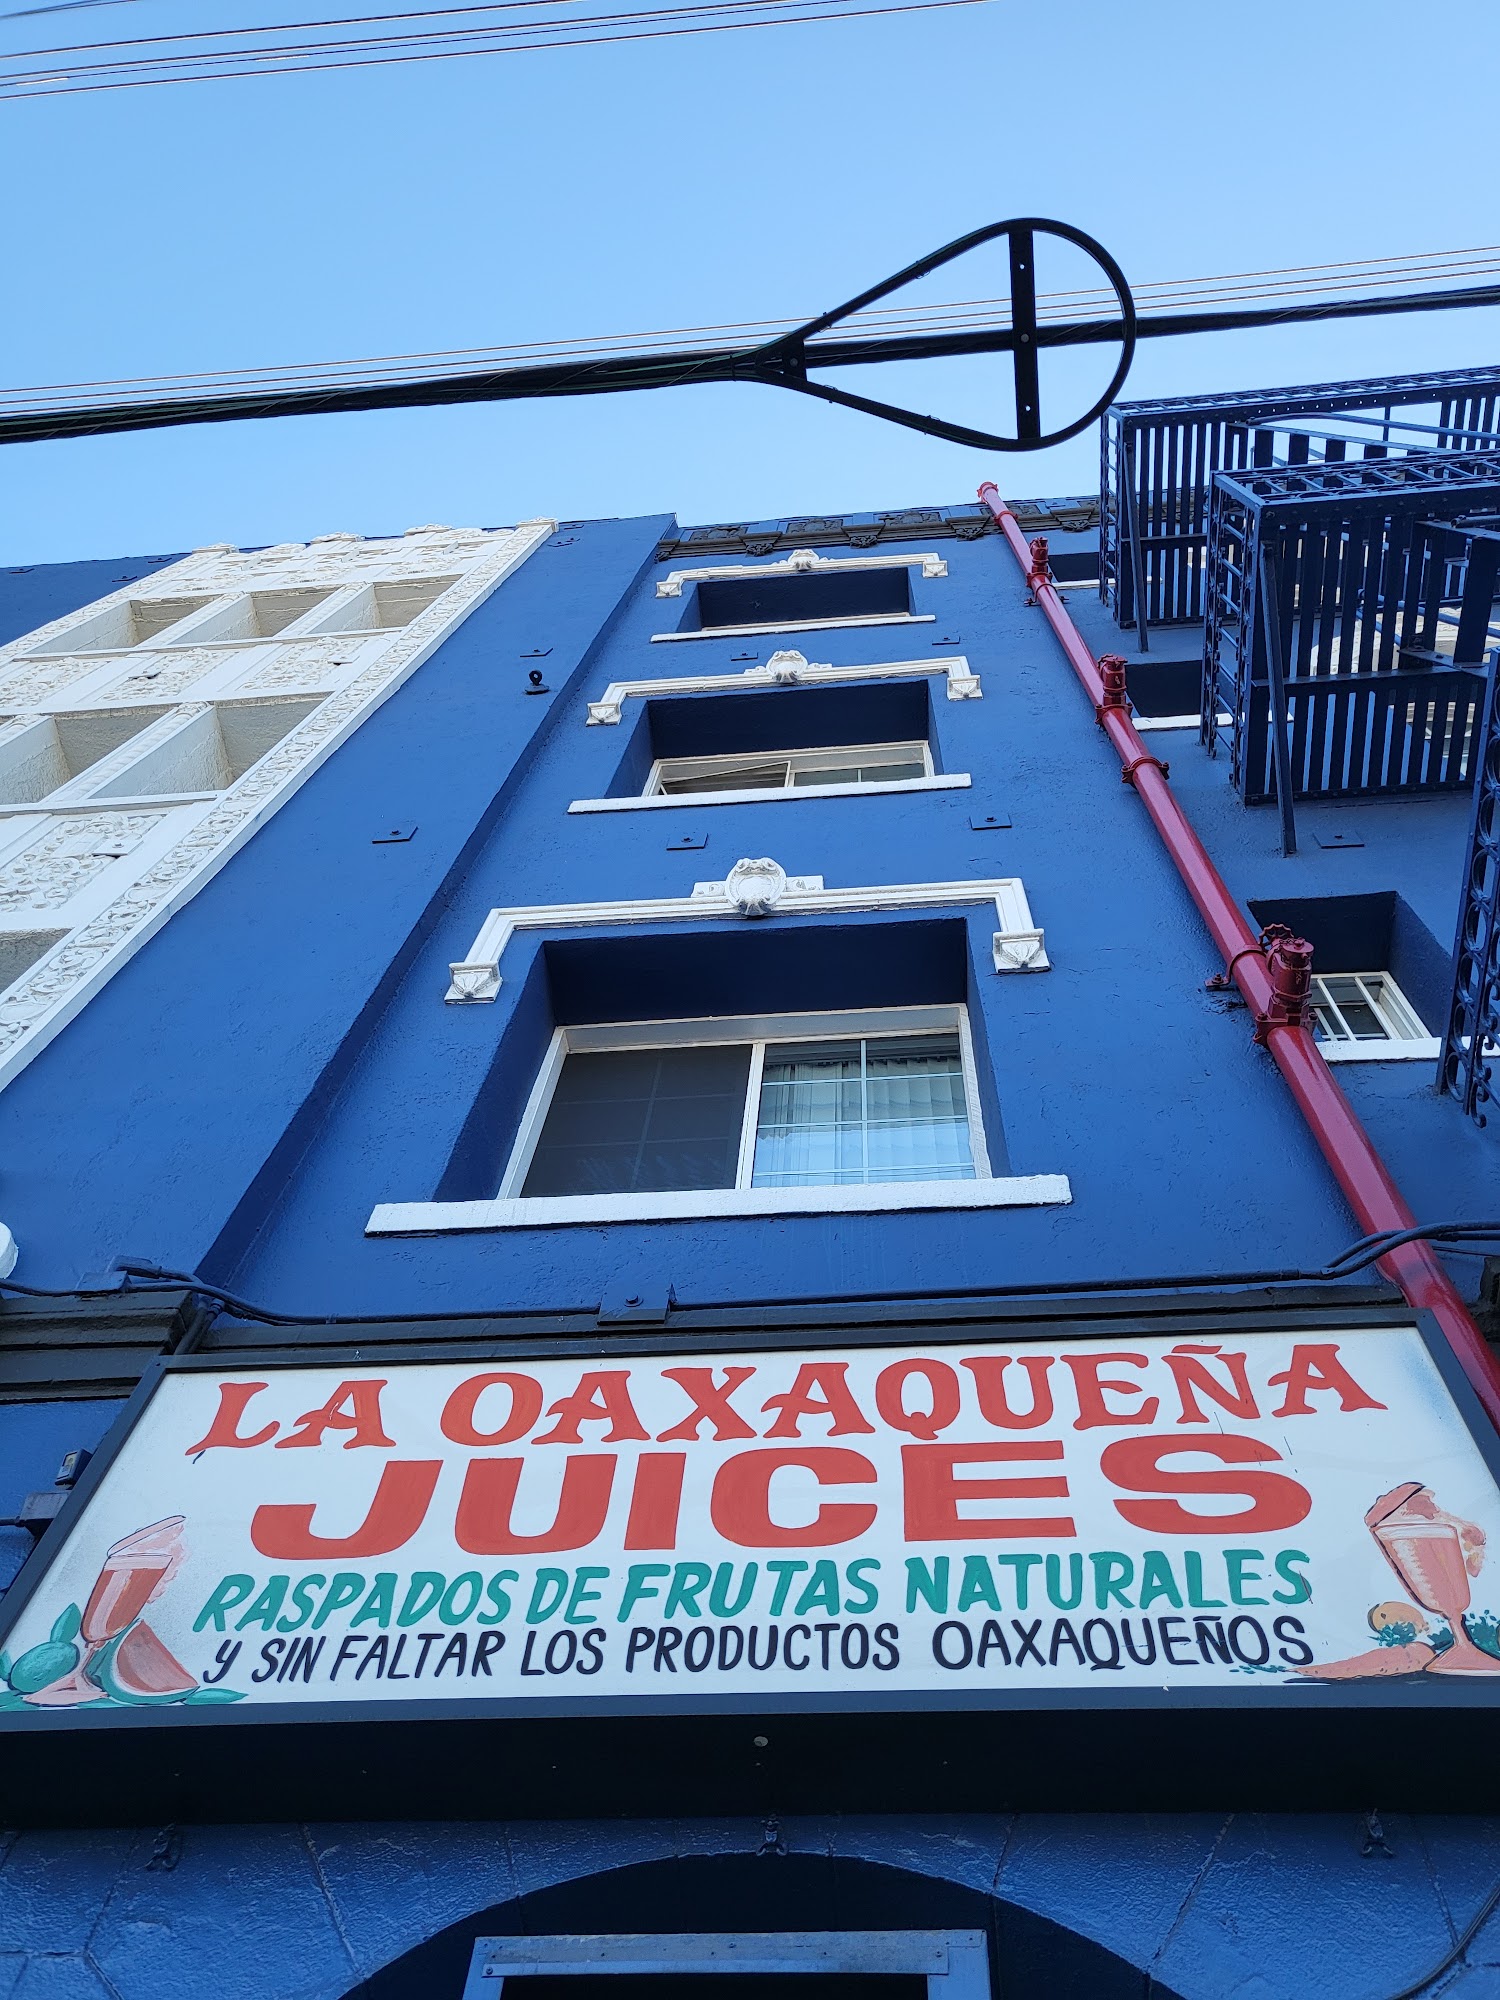 LA OAXAQUEÑA
JUICES
RASPADOS DE FRUTAS NATURALES
Y SIN FALTAR LOS PRODUCTOS OAXAQUEÑOS